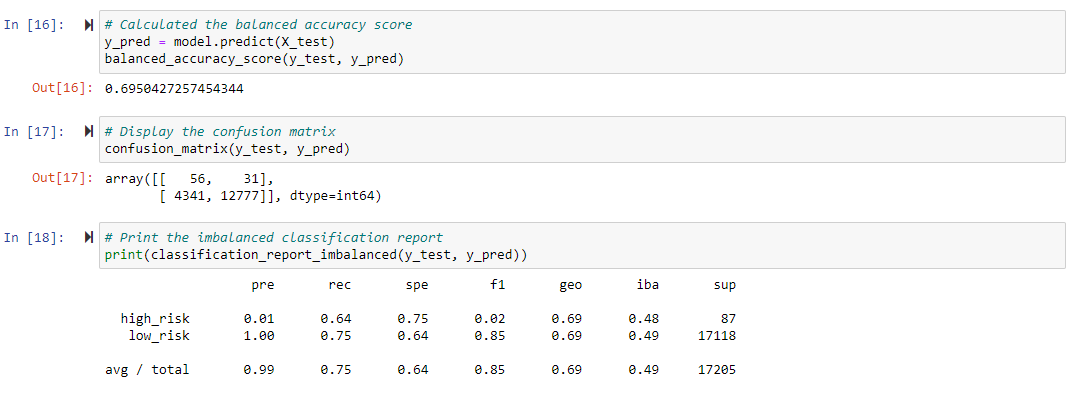 In [16]: # Calculated the balanced accuracy score
y_pred = model.predict(X_test)
balanced_accuracy_score(y_test, y_pred)
Out[16]: 0.6950427257454344
In [17]: # Display the confusion matrix
confusion_matrix(y_test, y_pred)
Out[17]: array([[   56,    31],
[ 4341, 12777]], dtype=int64)
In [18]: # Print the imbalanced classification report
print(classification_report_imbalanced(y_test, y_pred))
pre rec spe f1 geo iba sup
high_risk 0.01 0.64 0.75 0.02 0.69 0.48 87
low_risk 1.00 0.75 0.64 0.85 0.69 0.49 17118
avg / total 0.99 0.75 0.64 0.85 0.69 0.49 17205